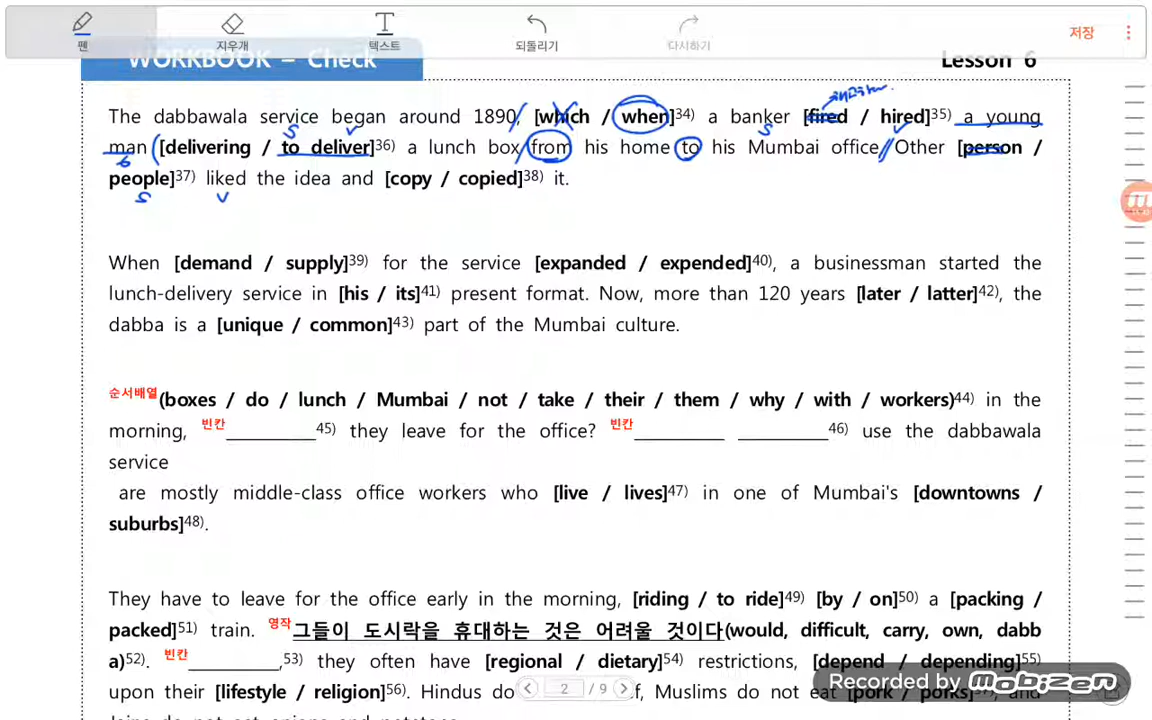 펜 지우개 텍스트 되돌리기 다시하기 저장
WORKBOOK – Check Lesson 6
The dabbawala service began around 1890, [which / when]34) a banker [fired / hired]35) a young
man [delivering / to deliver]36) a lunch box from his home to his Mumbai office. Other [person /
people]37) liked the idea and [copy / copied]38) it.
When [demand / supply]39) for the service [expanded / expended]40), a businessman started the
lunch-delivery service in [his / its]41) present format. Now, more than 120 years [later / latter]42), the
dabba is a [unique / common]43) part of the Mumbai culture.
순서배열(boxes / do / lunch / Mumbai / not / take / their / them / why / with / workers)44) in the
morning, 빈칸__________45) they leave for the office? 빈칸__________ __________46) use the dabbawala
service
are mostly middle-class office workers who [live / lives]47) in one of Mumbai's [downtowns /
suburbs]48).
They have to leave for the office early in the morning, [riding / to ride]49) [by / on]50) a [packing /
packed]51) train. 영작그들이 도시락을 휴대하는 것은 어려울 것이다(would, difficult, carry, own, dabb
a)52). 빈칸__________,53) they often have [regional / dietary]54) restrictions, [depend / depending]55)
upon their [lifestyle / religion]56). Hindus do f, Muslims do not eat [pork / porks]57), and
2 / 9
Recorded by mobizen